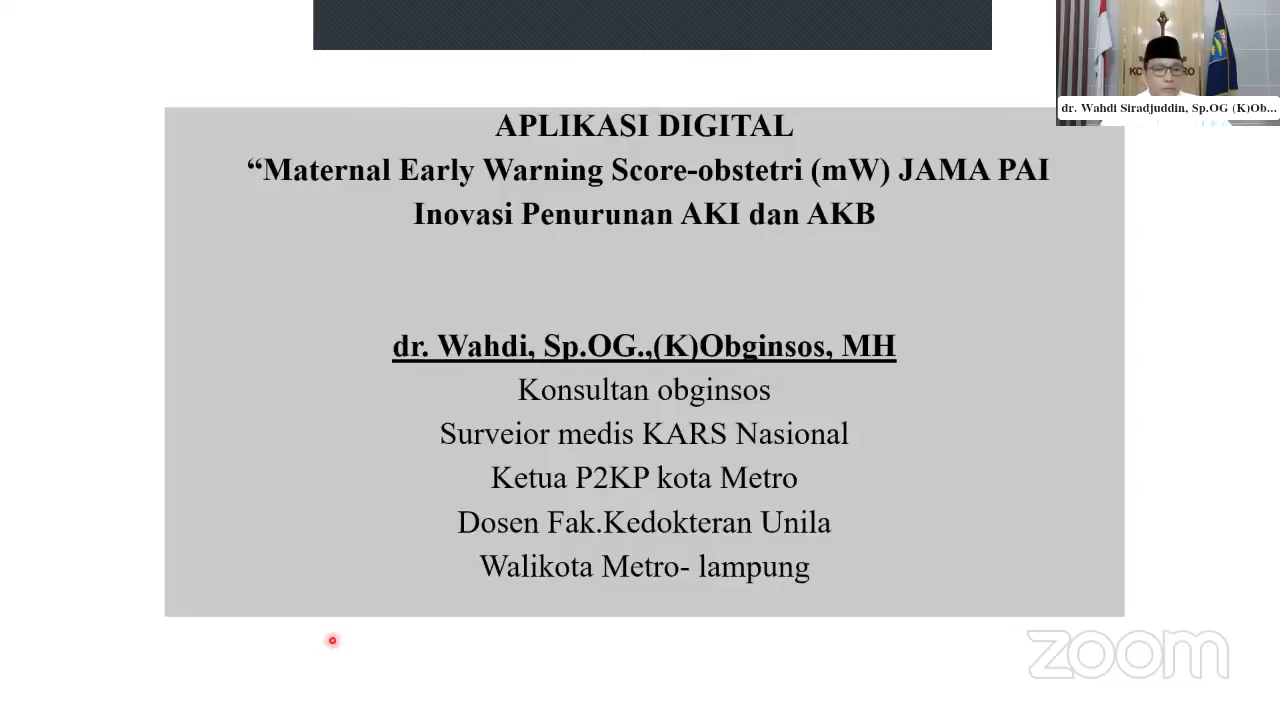 APLIKASI DIGITAL
“Maternal Early Warning Score-obstetri (mW) JAMA PAI
Inovasi Penurunan AKI dan AKB
dr. Wahdi, Sp.OG.,(K)Obginsos, MH
Konsultan obginsos
Surveior medis KARS Nasional
Ketua P2KP kota Metro
Dosen Fak.Kedokteran Unila
Walikota Metro- lampung
dr. Wahdi Siradjuddin, Sp.OG (K)Ob...
zoom